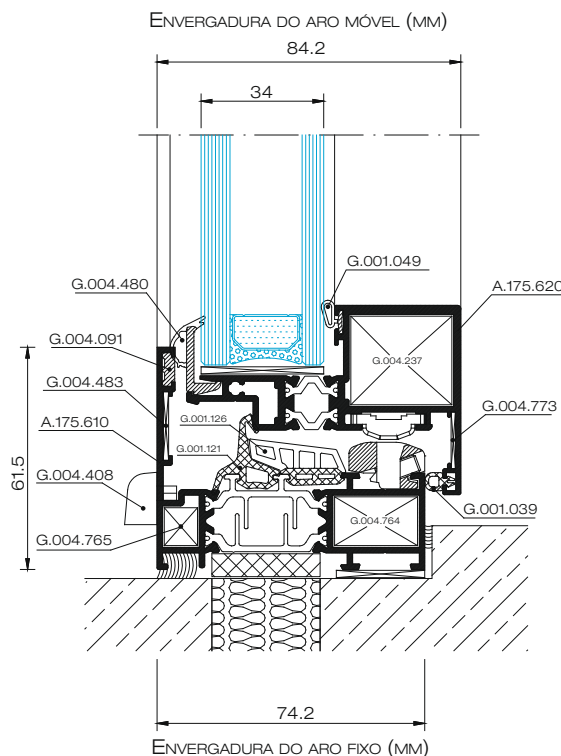 ENVERGADURA DO ARO MÓVEL (MM)
84.2
34
G.001.049
G.004.480
A.175.620
G.004.091
G.004.237
G.004.483
G.004.773
A.175.610
G.001.126
G.001.121
61.5
G.004.408
G.004.764
G.001.039
G.004.765
74.2
ENVERGADURA DO ARO FIXO (MM)